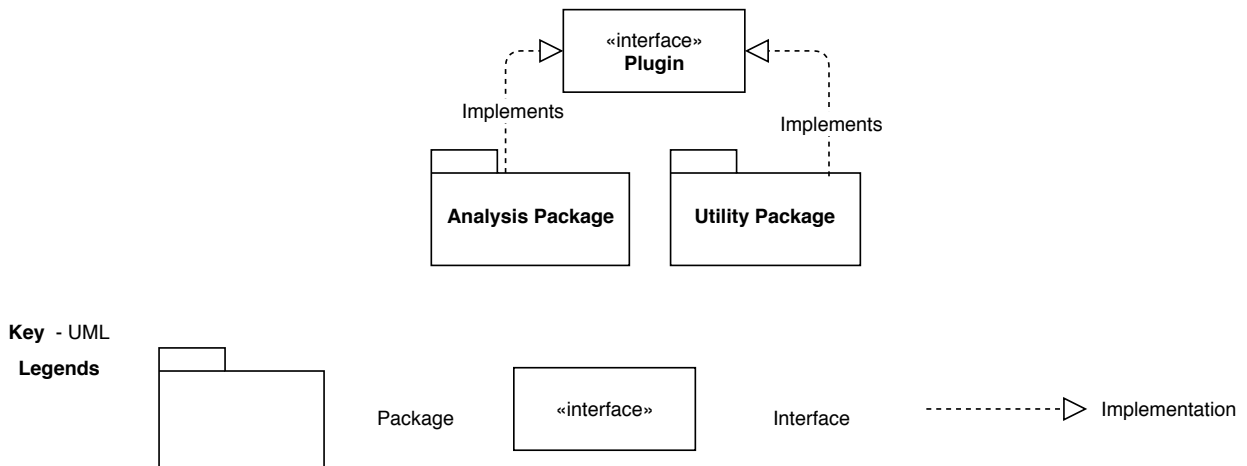 «interface»
Plugin
Implements
Implements
Analysis Package
Utility Package
Key - UML
Legends
Package
«interface»
Interface
Implementation